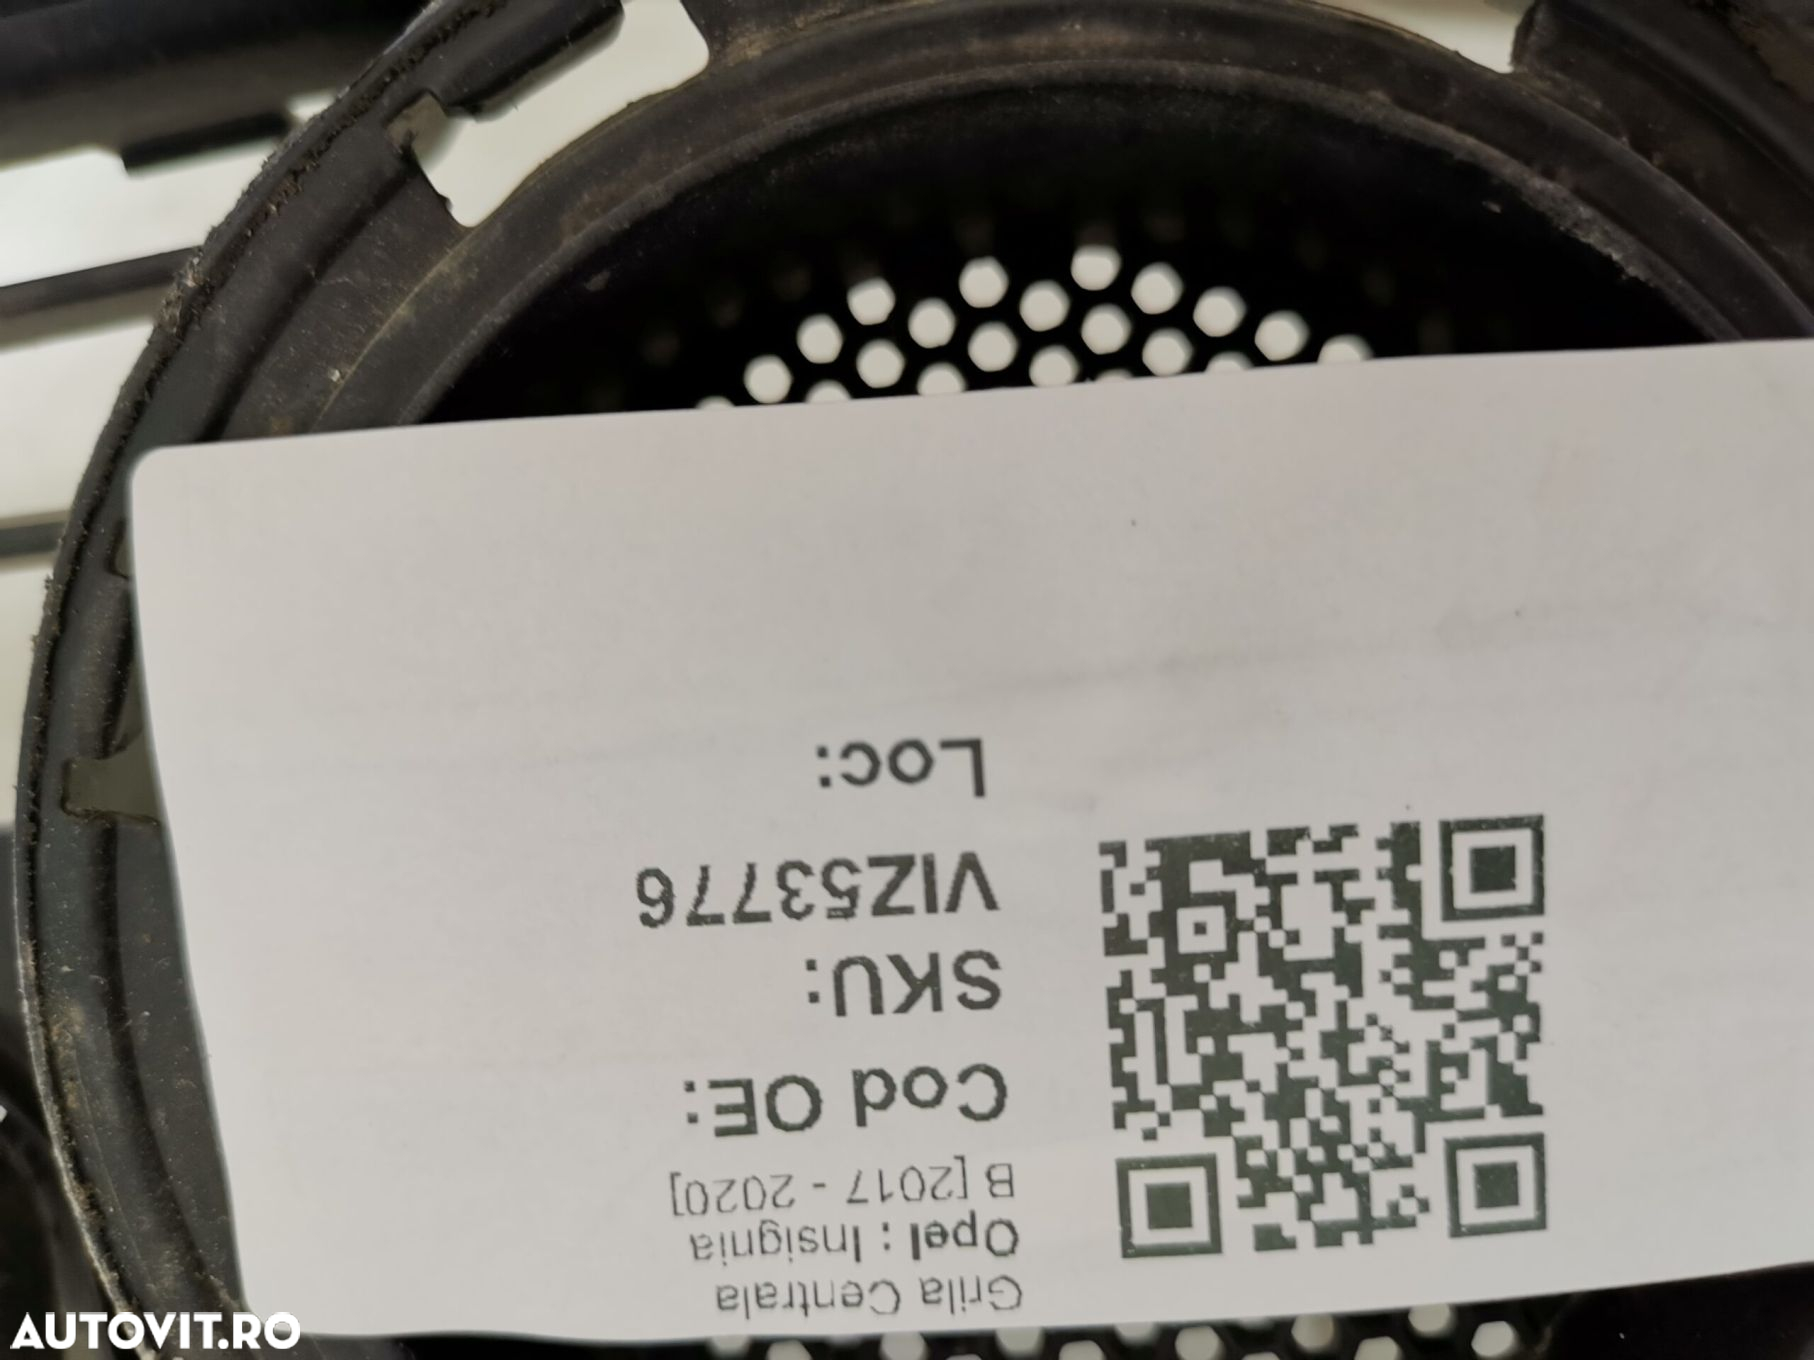 Grila Centrala
Opel : Insignia
B [2017 - 2020]
Cod OE:
SKU:
VIZ53776
Loc:
AUTOVIT.RO